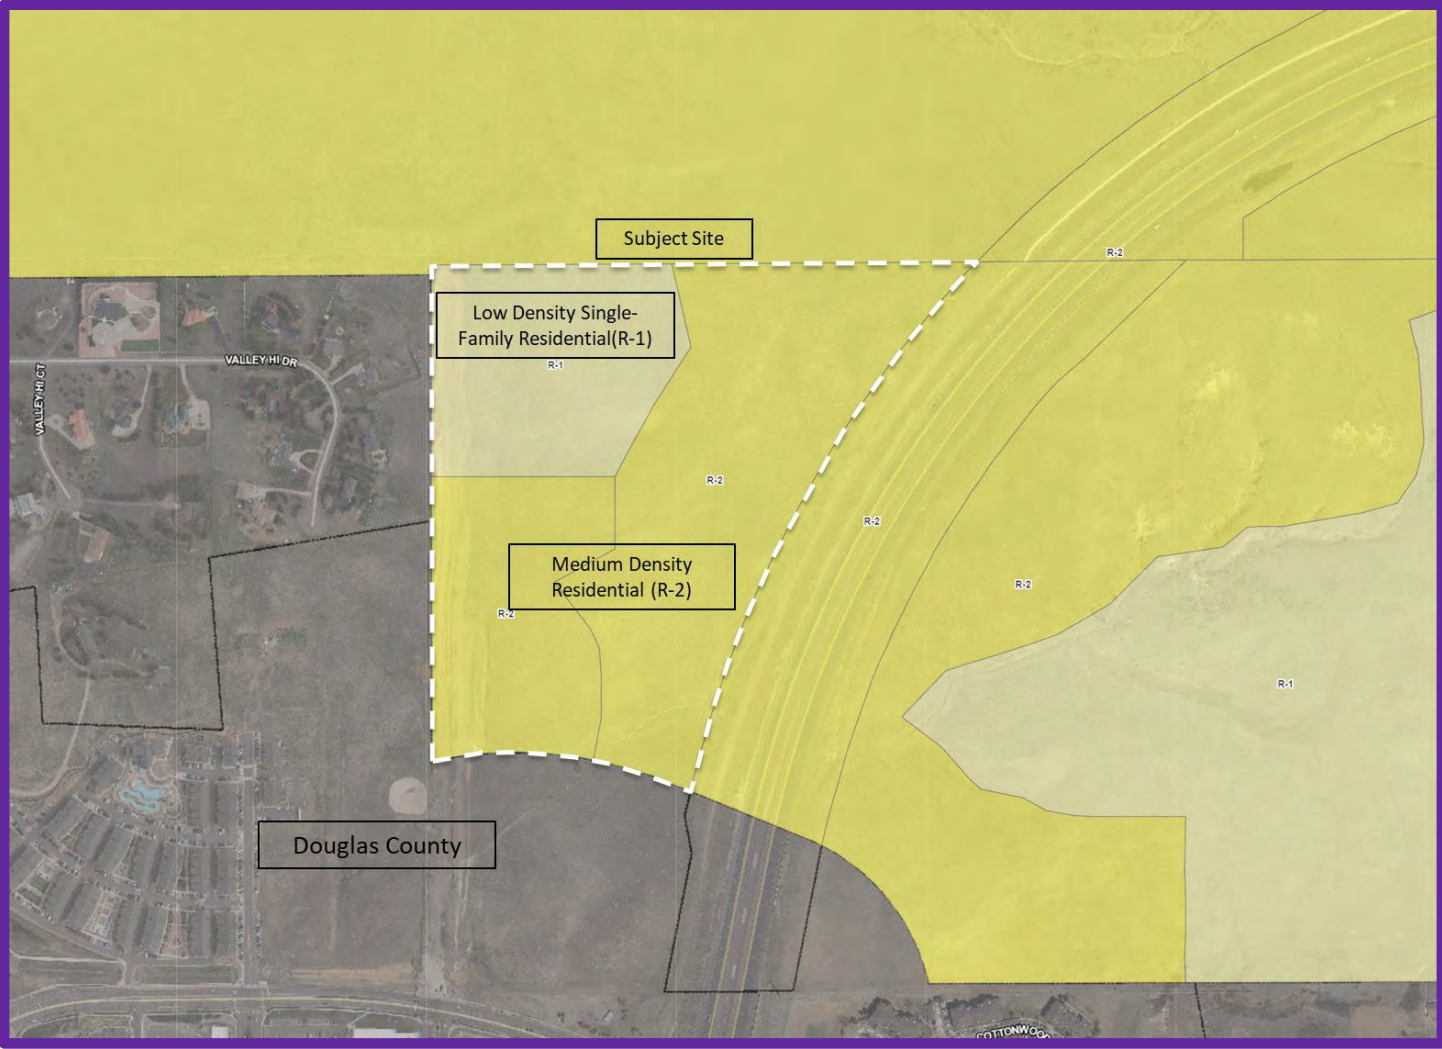 Subject Site
R-2
Low Density Single-
Family Residential(R-1)
VALLEY HI DR
R-1
VALLEY HI CT
R-2
R-2
Medium Density
Residential (R-2)
R-2
R-2
R-1
Douglas County
COTTONWOOD